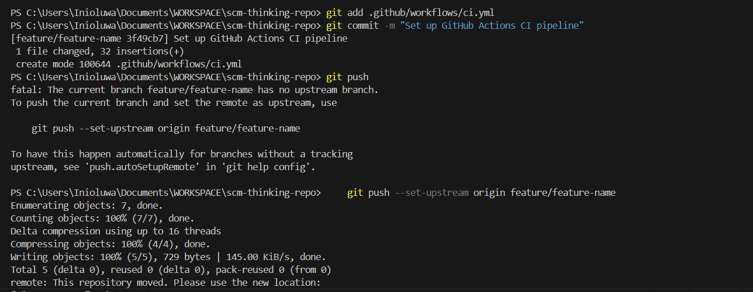 PS C:\Users\Inioluwa\Documents\WORKSPACE\scm-thinking-repo> git add .github/workflows/ci.yml
PS C:\Users\Inioluwa\Documents\WORKSPACE\scm-thinking-repo> git commit -m "Set up GitHub Actions CI pipeline"
[feature/feature-name 3f49cb7] Set up GitHub Actions CI pipeline
 1 file changed, 32 insertions(+)
 create mode 100644 .github/workflows/ci.yml
PS C:\Users\Inioluwa\Documents\WORKSPACE\scm-thinking-repo> git push
fatal: The current branch feature/feature-name has no upstream branch.
To push the current branch and set the remote as upstream, use
    git push --set-upstream origin feature/feature-name
To have this happen automatically for branches without a tracking
upstream, see 'push.autoSetupRemote' in 'git help config'.
PS C:\Users\Inioluwa\Documents\WORKSPACE\scm-thinking-repo>     git push --set-upstream origin feature/feature-name
Enumerating objects: 7, done.
Counting objects: 100% (7/7), done.
Delta compression using up to 16 threads
Compressing objects: 100% (4/4), done.
Writing objects: 100% (5/5), 729 bytes | 145.00 KiB/s, done.
Total 5 (delta 0), reused 0 (delta 0), pack-reused 0 (from 0)
remote: This repository moved. Please use the new location: